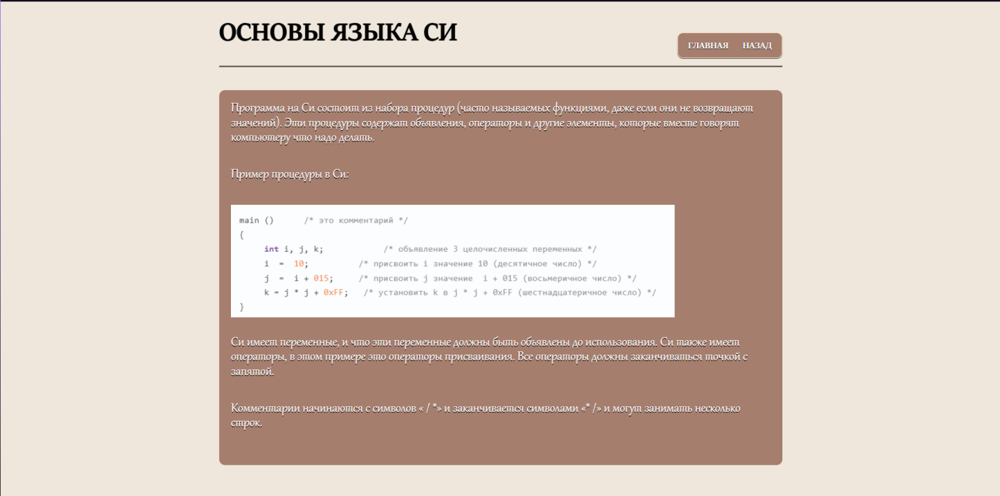 ОСНОВЫ ЯЗЫКА СИ
ГЛАВНАЯ НАЗАД
Программа на Си состоит из набора процедур (часто называемых функциями, даже если они не возвращают
значений). Эти процедуры содержат объявления, операторы и другие элементы, которые вместе говорят
компьютеру что надо делать.
Пример процедуры в Си:
main ()      /* это комментарий */
{
     int i, j, k;            /* объявление 3 целочисленных переменных */
     i  =  10;          /* присвоить i значение 10 (десятичное число) */
     j  =  i + 015;     /* присвоить j значение  i + 015 (восьмеричное число) */
     k = j * j + 0xFF;   /* установить k в j * j + 0xFF (шестнадцатеричное число) */
}
Си имеет переменные, и что эти переменные должны быть объявлены до использования. Си также имеет
операторы, в этом примере это операторы присваивания. Все операторы должны заканчиваться точкой с
запятой.
Комментарии начинаются с символов « / *» и заканчивается символами «* /» и могут занимать несколько
строк.